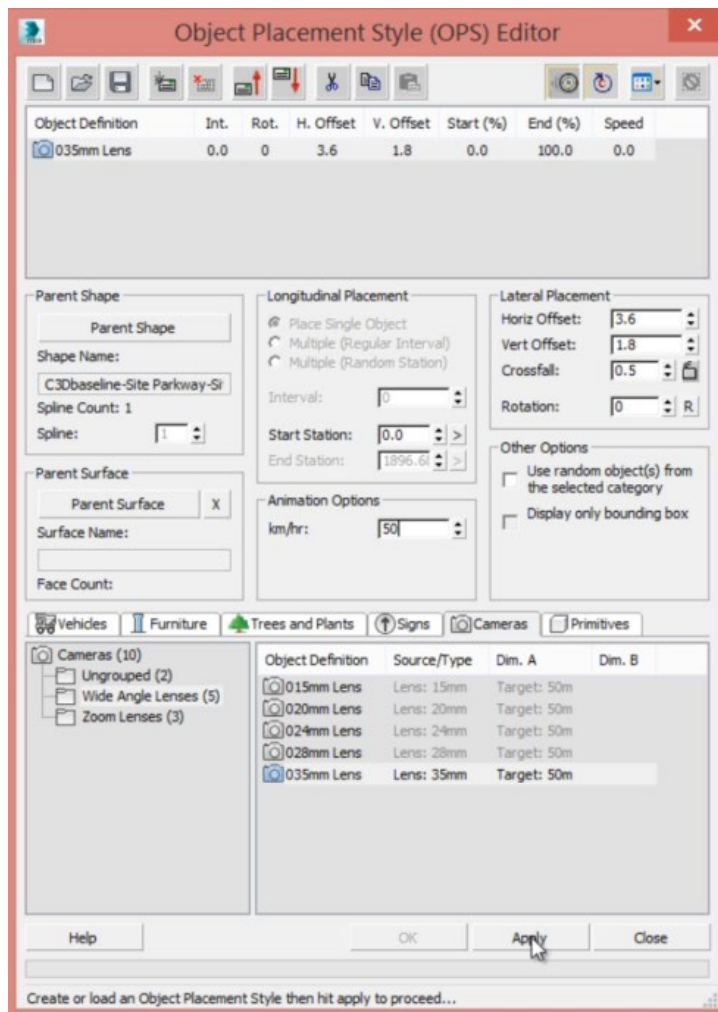 Object Placement Style (OPS) Editor
Object Definition Int. Rot. H. Offset V. Offset Start (%) End (%) Speed
035mm Lens 0.0 0 3.6 1.8 0.0 100.0 0.0
Parent Shape
Parent Shape
Shape Name:
C3Dbaseline-Site Parkway-Si
Spline Count: 1
Spline: 1
Parent Surface
Parent Surface X
Surface Name:
Face Count:
Longitudinal Placement
Place Single Object
Multiple (Regular Interval)
Multiple (Random Station)
Interval: 0
Start Station: 0.0 >
End Station: 1896.6 >
Animation Options
km/hr: 50
Lateral Placement
Horiz Offset: 3.6
Vert Offset: 1.8
Crossfall: 0.5
Rotation: 0 R
Other Options
Use random object(s) from
the selected category
Display only bounding box
Vehicles Furniture Trees and Plants Signs Cameras Primitives
Cameras (10)
Ungrouped (2)
Wide Angle Lenses (5)
Zoom Lenses (3)
Object Definition Source/Type Dim. A Dim. B
015mm Lens Lens: 15mm Target: 50m
020mm Lens Lens: 20mm Target: 50m
024mm Lens Lens: 24mm Target: 50m
028mm Lens Lens: 28mm Target: 50m
035mm Lens Lens: 35mm Target: 50m
Help OK Apply Close
Create or load an Object Placement Style then hit apply to proceed...